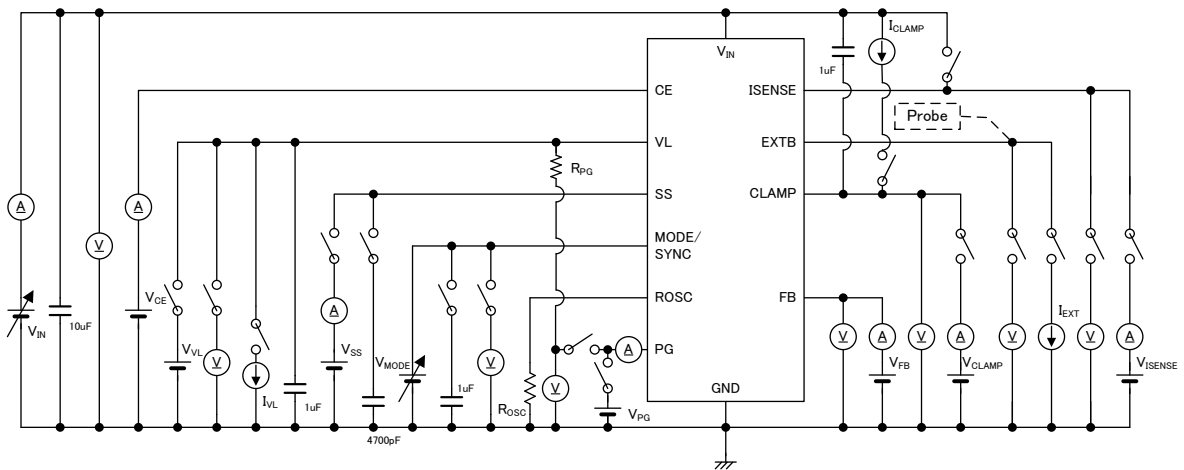 I_CLAMP
V_IN
1uF
CE
ISENSE
Probe
VL
EXTB
R_PG
SS
CLAMP
A
A
V
MODE/
SYNC
ROSC
FB
V_CE
V_IN
10uF
A
I_EXT
V_VL
V
V_SS
V_MODE
V
A
PG
V
A
V
A
V
V
A
V_FB
V_CLAMP
V_ISENSE
I_VL
1uF
1uF
R_OSC
V
V_PG
GND
4700pF